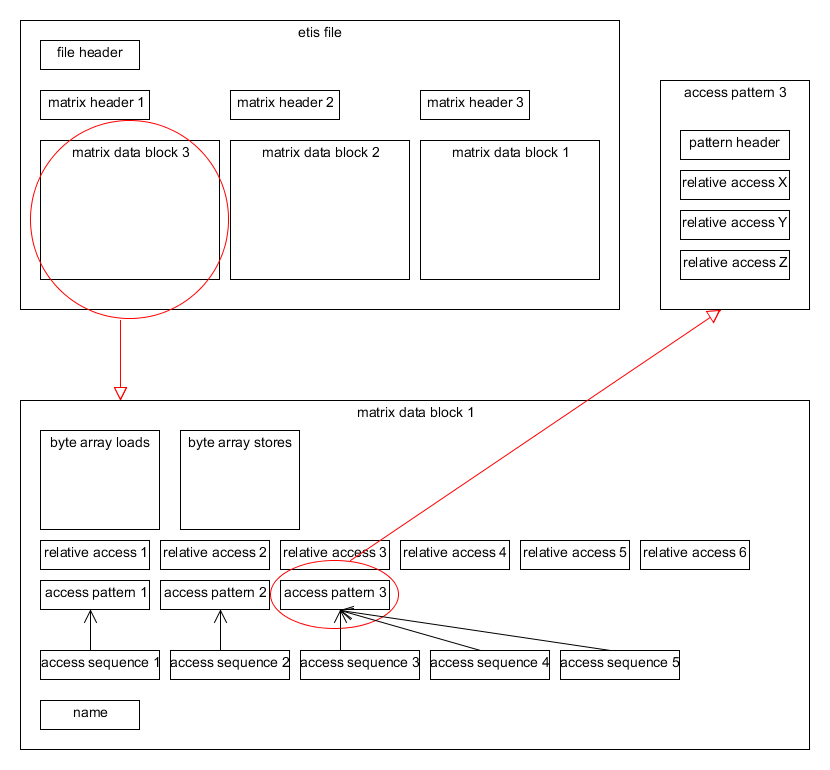 etis file
file header
matrix header 1
matrix header 2
matrix header 3
matrix data block 3
matrix data block 2
matrix data block 1
access pattern 3
pattern header
relative access X
relative access Y
relative access Z
matrix data block 1
byte array loads
byte array stores
relative access 1
relative access 2
relative access 3
relative access 4
relative access 5
relative access 6
access pattern 1
access pattern 2
access pattern 3
access sequence 1
access sequence 2
access sequence 3
access sequence 4
access sequence 5
name